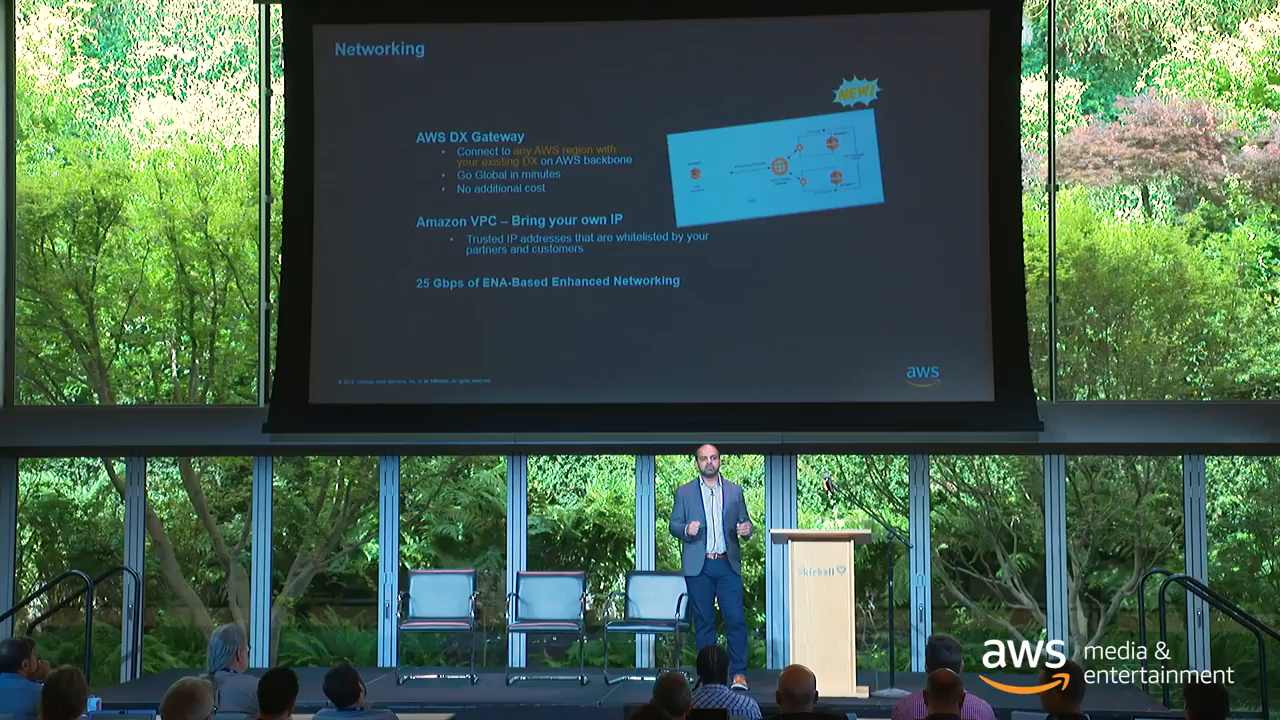 Networking
NEW!
AWS DX Gateway
• Connect to any AWS region with
your existing DX on AWS backbone
• Go Global in minutes
• No additional cost
Amazon VPC – Bring your own IP
• Trusted IP addresses that are whitelisted by your
partners and customers
25 Gbps of ENA-Based Enhanced Networking
aws
Skirball
aws media &
entertainment